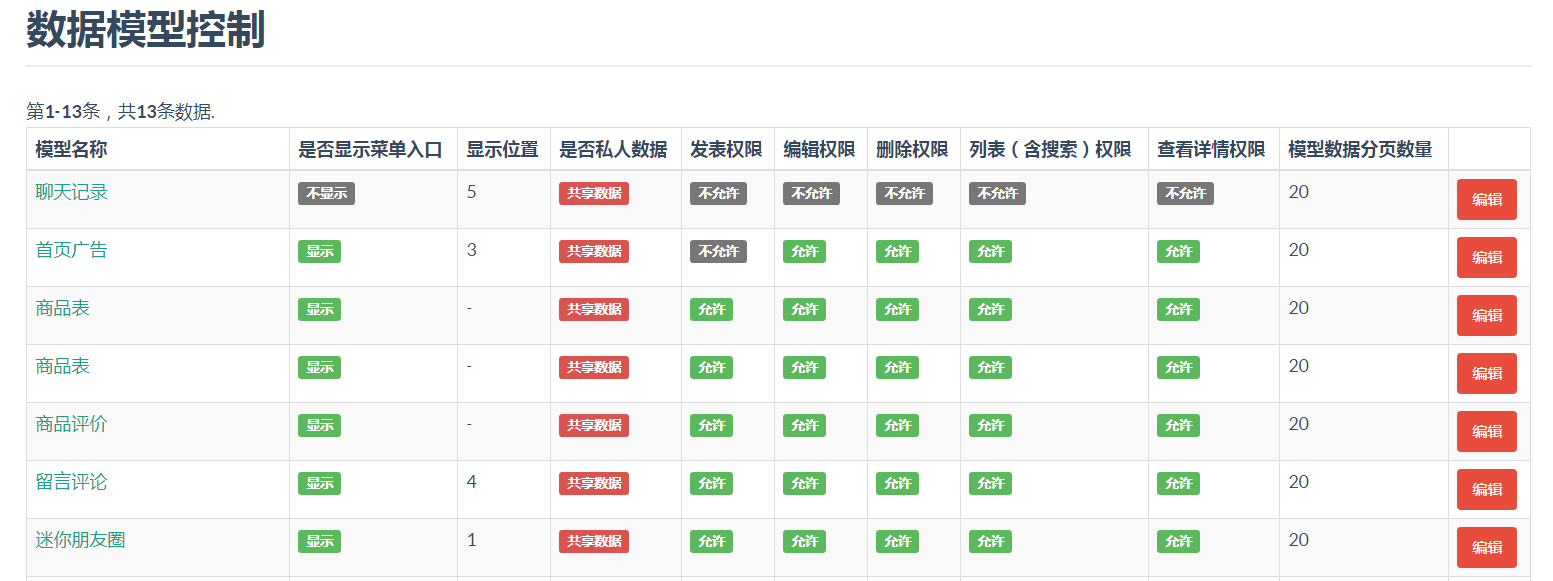 数据模型控制
第1-13条，共13条数据.
模型名称 是否显示菜单入口 显示位置 是否私人数据 发表权限 编辑权限 删除权限 列表（含搜索）权限 查看详情权限 模型数据分页数量
聊天记录 不显示 5 共享数据 不允许 不允许 不允许 不允许 不允许 20 编辑
首页广告 显示 3 共享数据 不允许 允许 允许 允许 允许 20 编辑
商品表 显示 - 共享数据 允许 允许 允许 允许 允许 20 编辑
商品表 显示 - 共享数据 允许 允许 允许 允许 允许 20 编辑
商品评价 显示 - 共享数据 允许 允许 允许 允许 允许 20 编辑
留言评论 显示 4 共享数据 允许 允许 允许 允许 允许 20 编辑
迷你朋友圈 显示 1 共享数据 允许 允许 允许 允许 允许 20 编辑